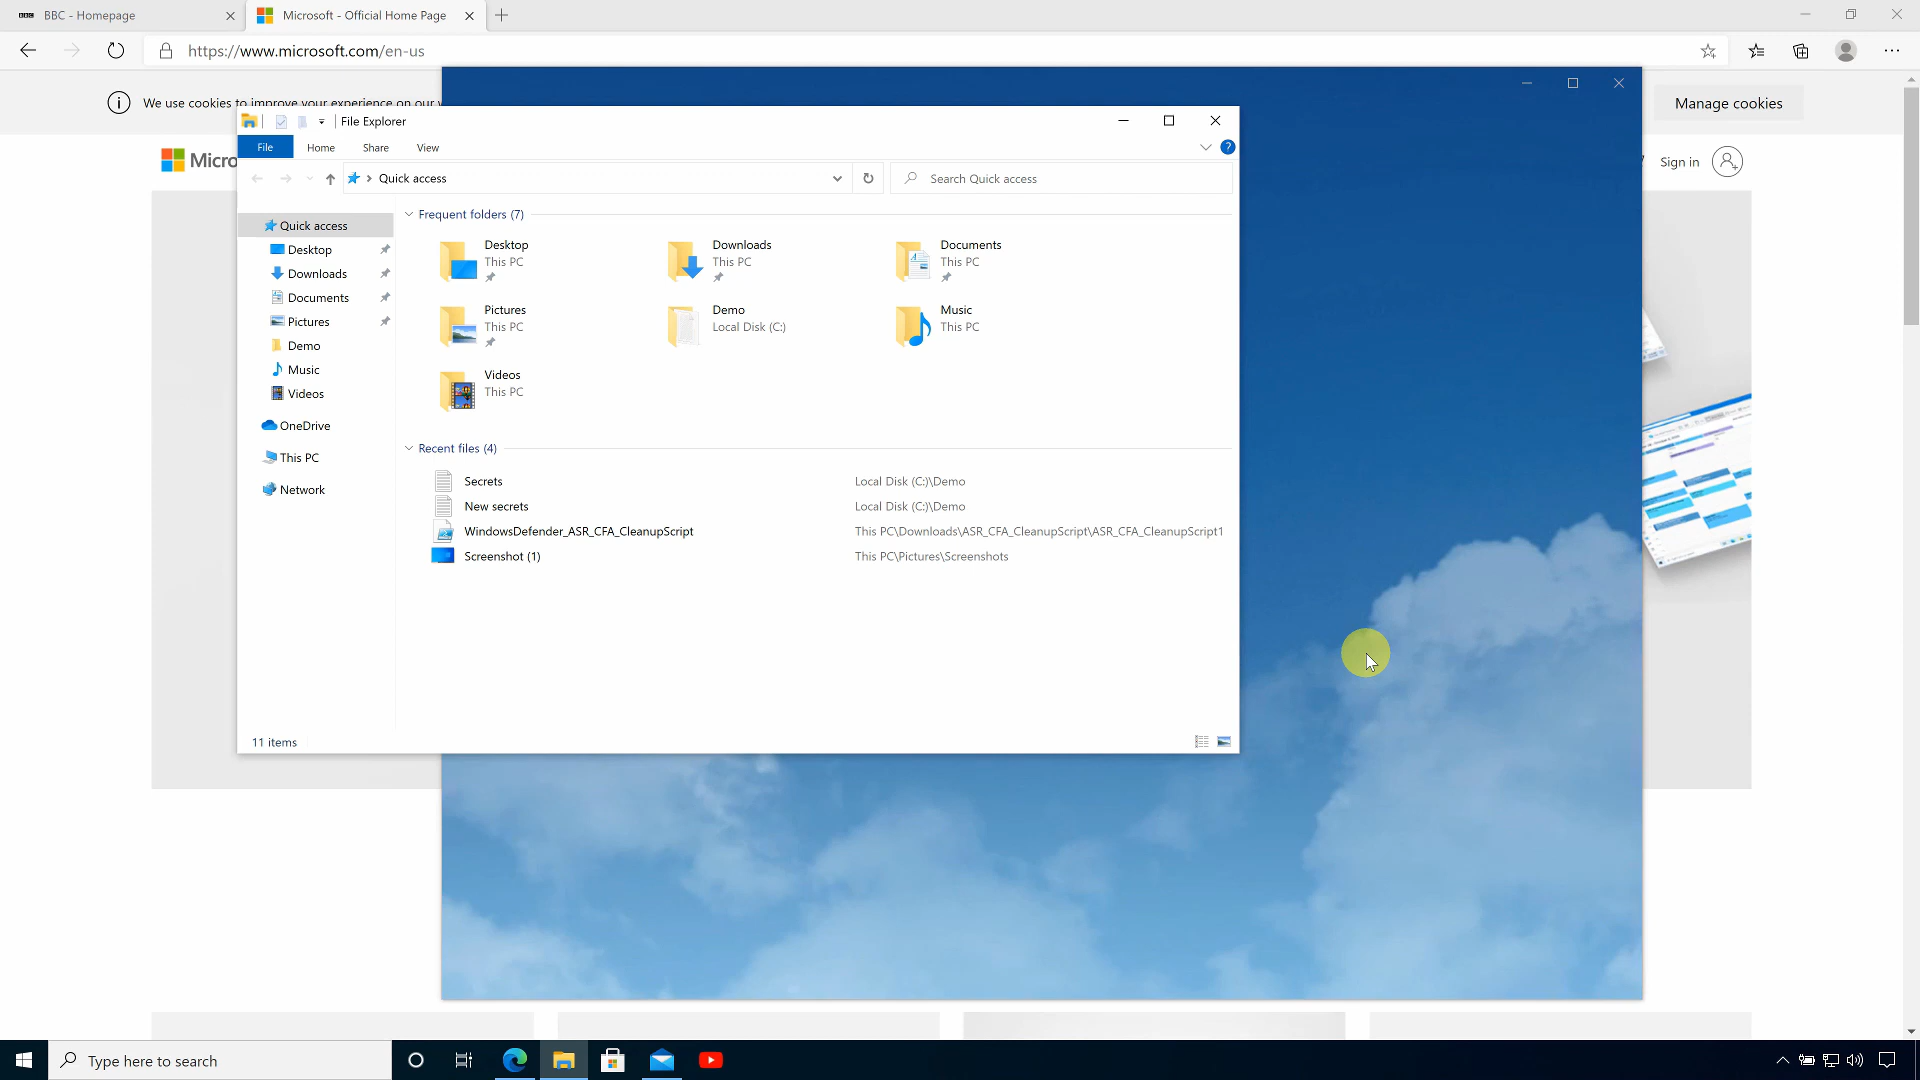 BBC
BBC - Homepage
Microsoft - Official Home Page
https://www.microsoft.com/en-us
We use cookies to improve your experience on our
Manage cookies
Micro
Sign in
File Explorer
File
Home
Share
View
Quick access
Search Quick access
Quick access
Desktop
Downloads
Documents
Pictures
Demo
Music
Videos
OneDrive
This PC
Network
Frequent folders (7)
Desktop
This PC
Downloads
This PC
Documents
This PC
Pictures
This PC
Demo
Local Disk (C:)
Music
This PC
Videos
This PC
Recent files (4)
Secrets
Local Disk (C:)\Demo
New secrets
Local Disk (C:)\Demo
WindowsDefender_ASR_CFA_CleanupScript
This PC\Downloads\ASR_CFA_CleanupScript\ASR_CFA_CleanupScript1
Screenshot (1)
This PC\Pictures\Screenshots
11 items
Type here to search